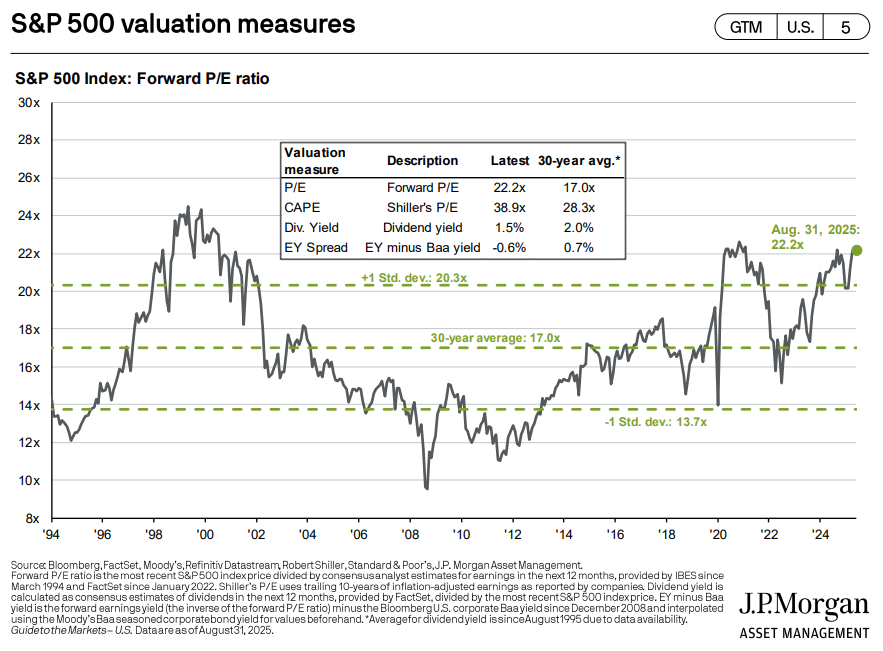 S&P 500 valuation measures
GTM U.S. 5
S&P 500 Index: Forward P/E ratio
30x
28x
26x
24x
22x
20x
18x
16x
14x
12x
10x
8x
Valuation measure Description Latest 30-year avg.*
P/E Forward P/E 22.2x 17.0x
CAPE Shiller's P/E 38.9x 28.3x
Div. Yield Dividend yield 1.5% 2.0%
EY Spread EY minus Baa yield -0.6% 0.7%
Aug. 31, 2025:
22.2x
+1 Std. dev.: 20.3x
30-year average: 17.0x
-1 Std. dev.: 13.7x
'94 '96 '98 '00 '02 '04 '06 '08 '10 '12 '14 '16 '18 '20 '22 '24
Source: Bloomberg, FactSet, Moody's, Refinitiv Datastream, Robert Shiller, Standard & Poor's, J.P. Morgan Asset Management.
Forward P/E ratio is the most recent S&P 500 index price divided by consensus analyst estimates for earnings in the next 12 months, provided by IBES since
March 1994 and FactSet since January 2022. Shiller's P/E uses trailing 10-years of inflation-adjusted earnings as reported by companies. Dividend yield is
calculated as consensus estimates of dividends in the next 12 months, provided by FactSet, divided by the most recent S&P 500 index price. EY minus Baa
yield is the forward earnings yield (the inverse of the forward P/E ratio) minus the Bloomberg U.S. corporate Baa yield since December 2008 and interpolated
using the Moody's Baa seasoned corporate bond yield for values beforehand. *Average for dividend yield is since August 1995 due to data availability.
Guide to the Markets – U.S. Data are as of August 31, 2025.
J.P.Morgan
ASSET MANAGEMENT